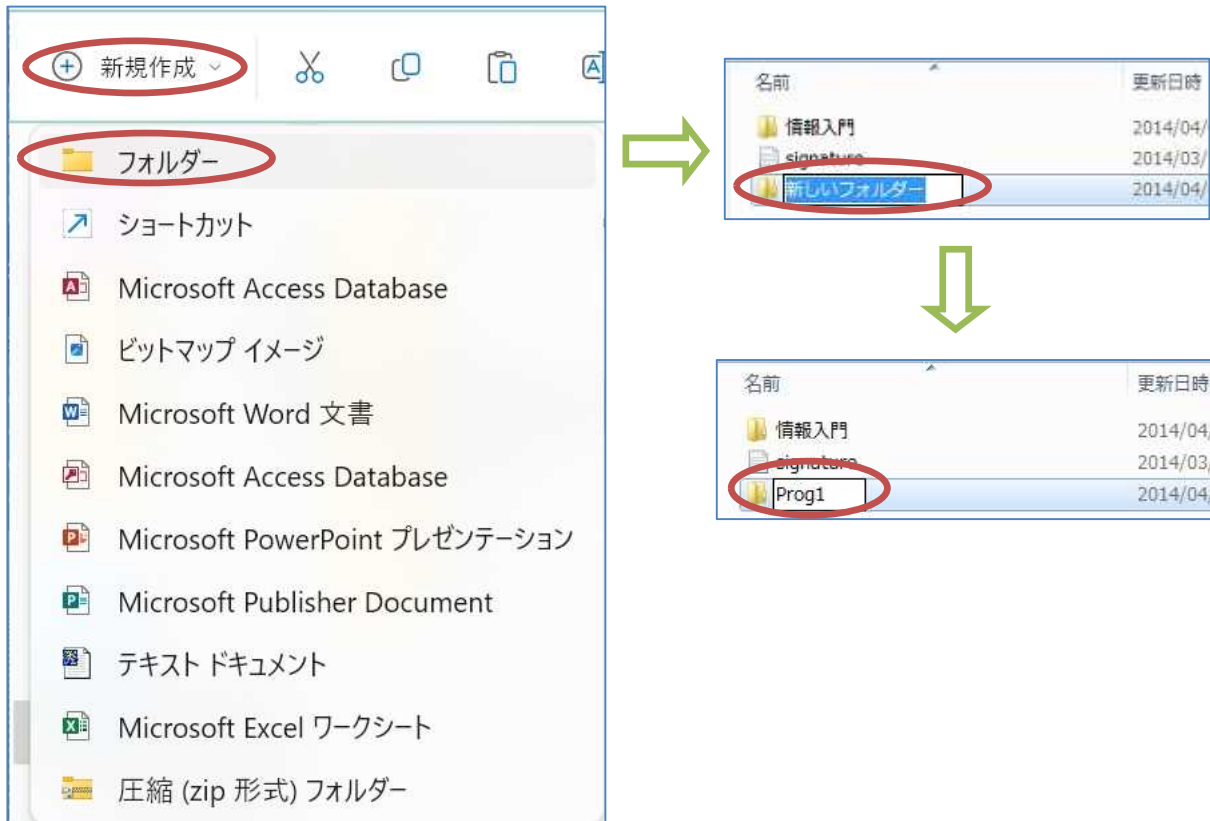 新規作成
フォルダー
ショートカット
Microsoft Access Database
ビットマップ イメージ
Microsoft Word 文書
Microsoft Access Database
Microsoft PowerPoint プレゼンテーション
Microsoft Publisher Document
テキスト ドキュメント
Microsoft Excel ワークシート
圧縮 (zip 形式) フォルダー
名前 更新日時
情報入門 2014/04/
signature 2014/03/
新しいフォルダー 2014/04/
名前 更新日時
情報入門 2014/04/
signature 2014/03/
Prog1 2014/04/